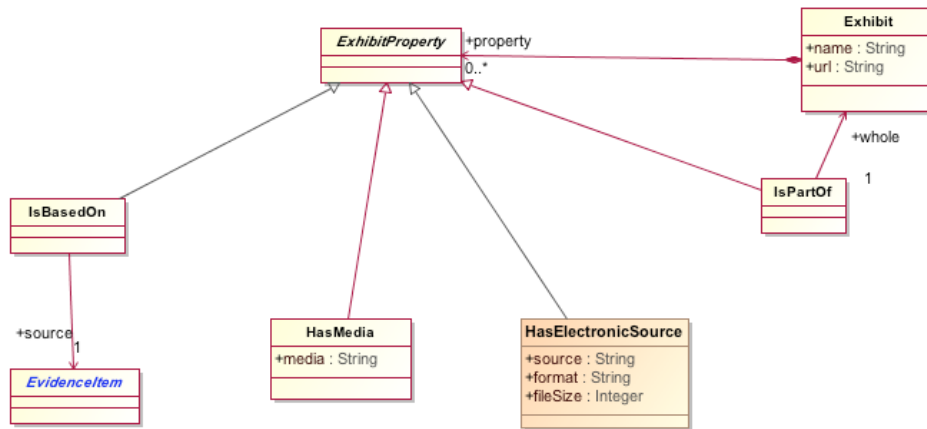 Exhibit
+name : String
+url : String
ExhibitProperty
+property
0..*
+whole
1
IsPartOf
IsBasedOn
+source
1
EvidenceItem
HasMedia
+media : String
HasElectronicSource
+source : String
+format : String
+fileSize : Integer